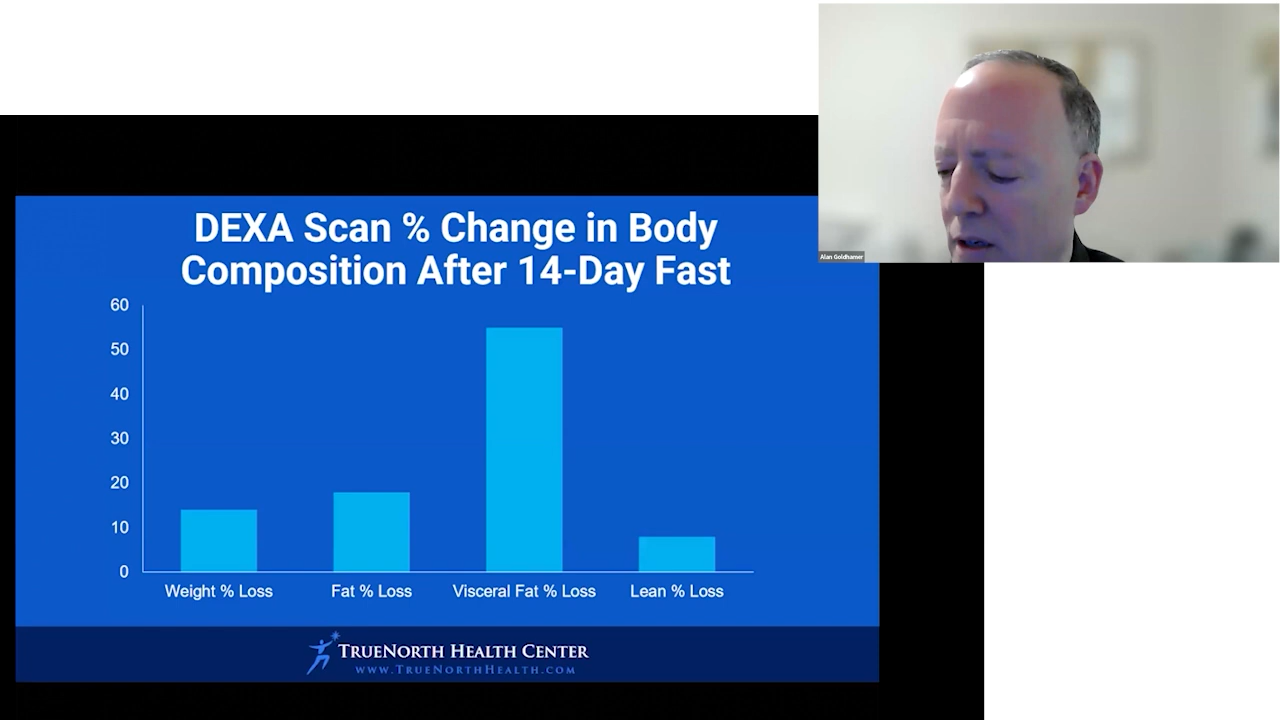 Alan Goldhamer
DEXA Scan % Change in Body
Composition After 14-Day Fast
60
50
40
30
20
10
0
Weight % Loss
Fat % Loss
Visceral Fat % Loss
Lean % Loss
TRUENORTH HEALTH CENTER
WWW.TRUENORTHHEALTH.COM